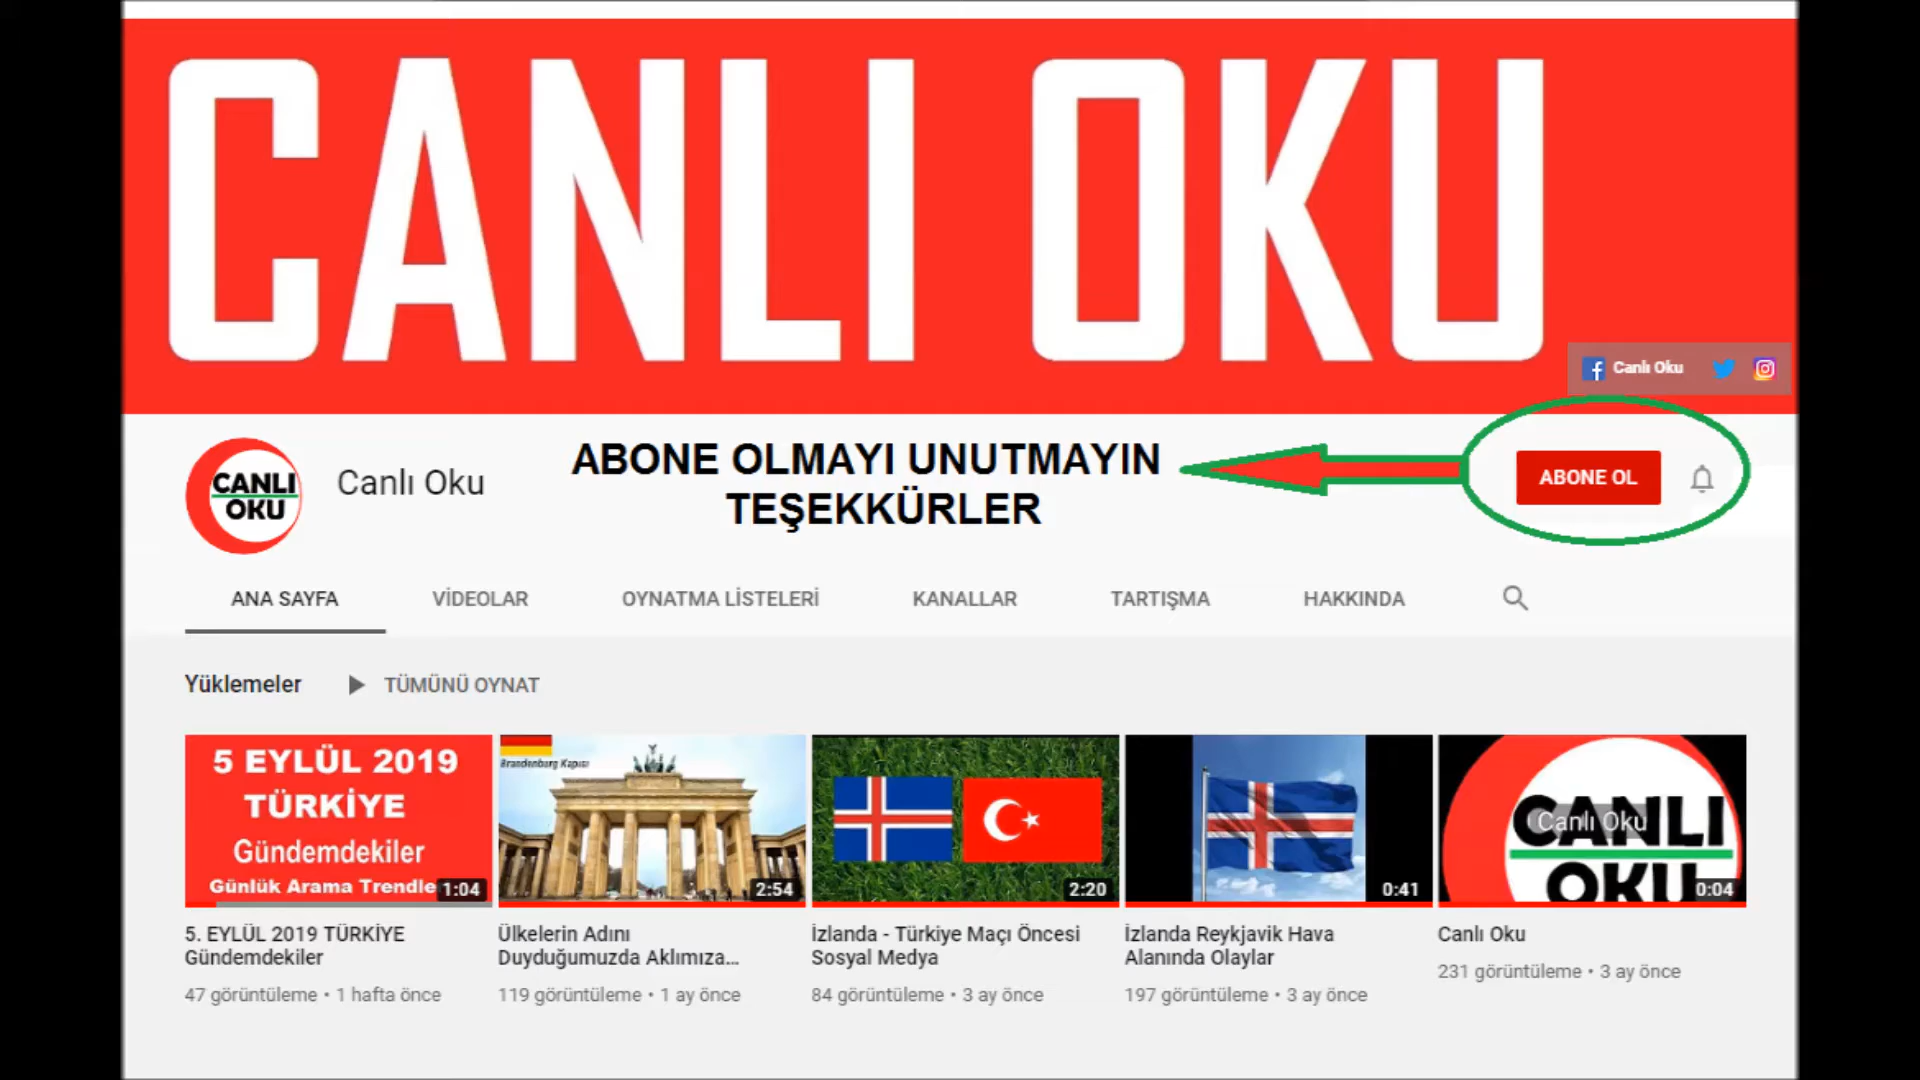 CANLI OKU
Canlı Oku
CANLI
OKU
Canlı Oku
ABONE OLMAYI UNUTMAYIN
TEŞEKKÜRLER
ABONE OL
ANA SAYFA
VİDEOLAR
OYNATMA LİSTELERİ
KANALLAR
TARTIŞMA
HAKKINDA
Yüklemeler
TÜMÜNÜ OYNAT
5 EYLÜL 2019
TÜRKİYE
Gündemdekiler
Günlük Arama Trendle
1:04
Brandenburg Kapısı
2:54
2:20
0:41
CANLI
Canlı Oku
OKU
0:04
5. EYLÜL 2019 TÜRKİYE
Gündemdekiler
47 görüntüleme • 1 hafta önce
Ülkelerin Adını
Duyduğumuzda Aklımıza...
119 görüntüleme • 1 ay önce
İzlanda - Türkiye Maçı Öncesi
Sosyal Medya
84 görüntüleme • 3 ay önce
İzlanda Reykjavik Hava
Alanında Olaylar
197 görüntüleme • 3 ay önce
Canlı Oku
231 görüntüleme • 3 ay önce